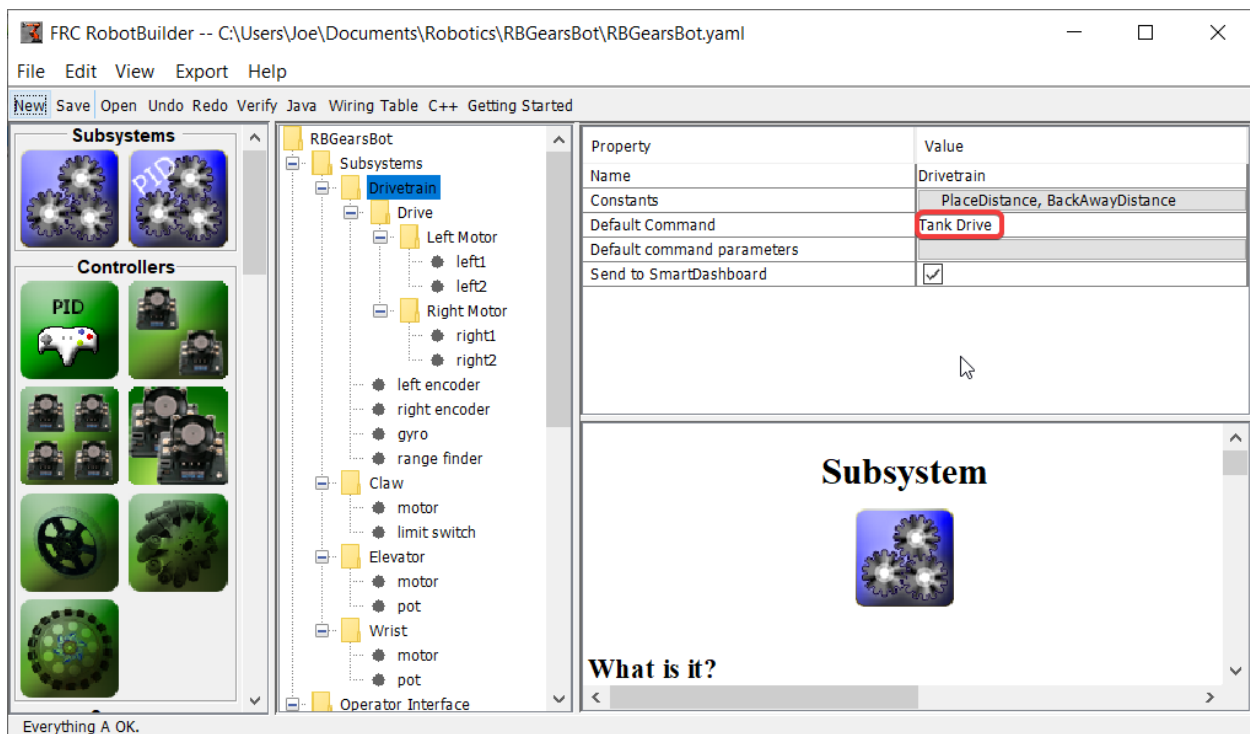 FRC RobotBuilder -- C:\Users\Joe\Documents\Robotics\RBGearsBot\RBGearsBot.yaml
File Edit View Export Help
New Save Open Undo Redo Verify Java Wiring Table C++ Getting Started
Subsystems
PID
Controllers
PID
RBGearsBot
Subsystems
Drivetrain
Drive
Left Motor
left1
left2
Right Motor
right1
right2
left encoder
right encoder
gyro
range finder
Claw
motor
limit switch
Elevator
motor
pot
Wrist
motor
pot
Operator Interface
Property Value
Name Drivetrain
Constants PlaceDistance, BackAwayDistance
Default Command Tank Drive
Default command parameters
Send to SmartDashboard
Subsystem
What is it?
Everything A OK.